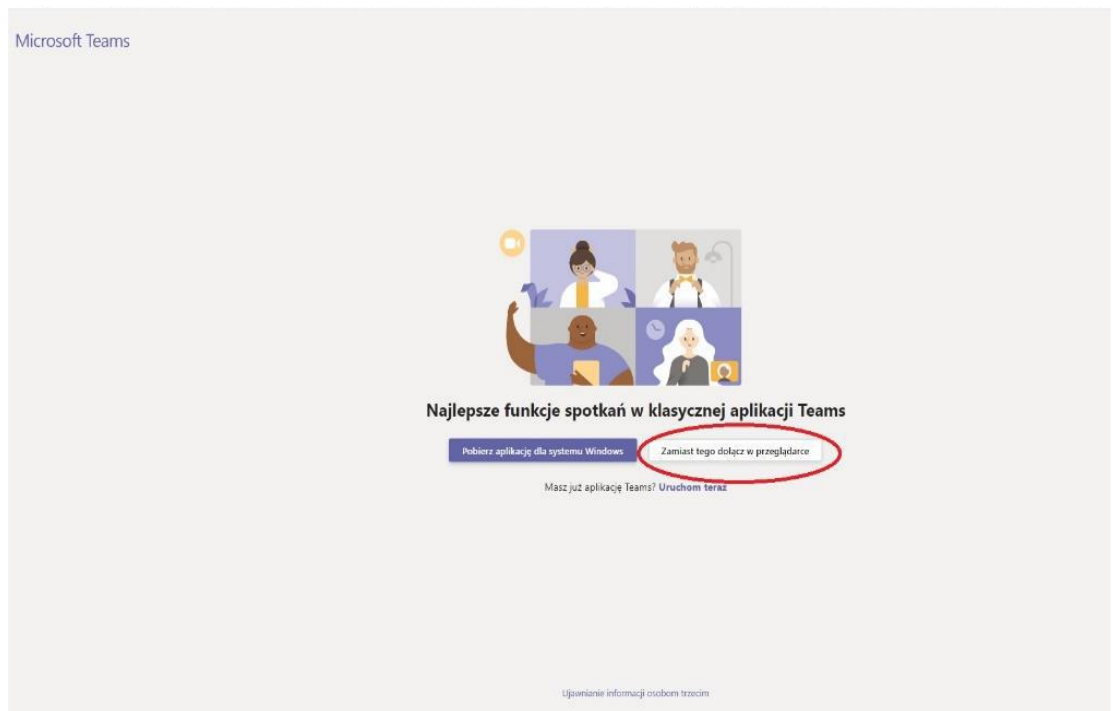 Microsoft Teams
Najlepsze funkcje spotkań w klasycznej aplikacji Teams
Pobierz aplikację dla systemu Windows
Zamiast tego dołącz w przeglądarce
Masz już aplikację Teams? Uruchom teraz
Ujawnianie informacji osobom trzecim